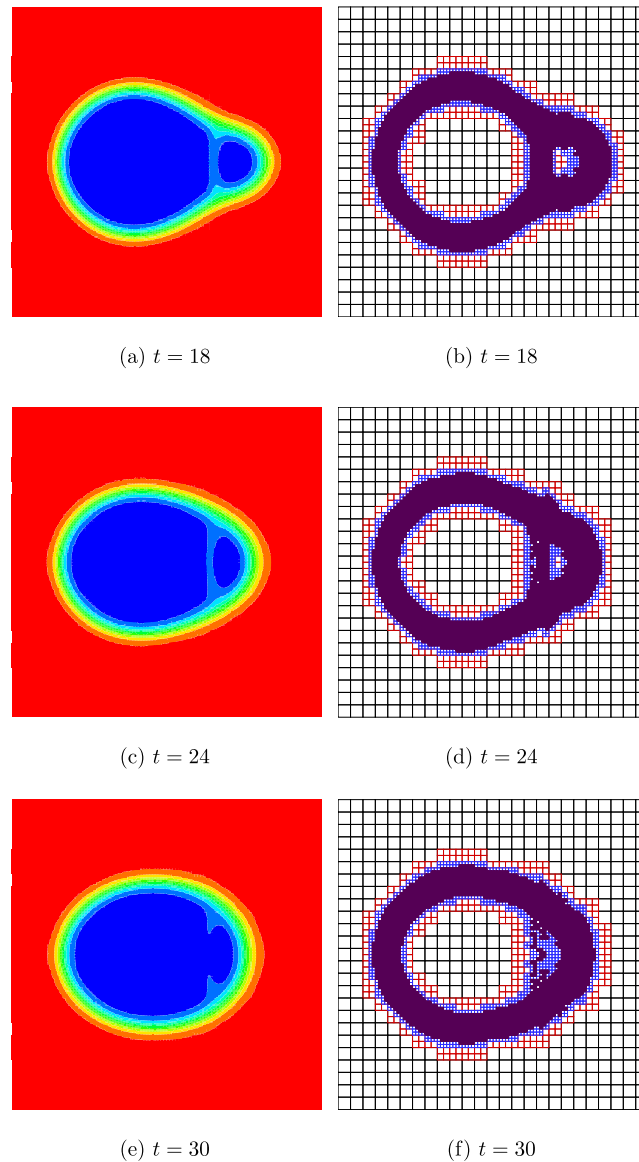 (a) t = 18
(b) t = 18
(c) t = 24
(d) t = 24
(e) t = 30
(f) t = 30